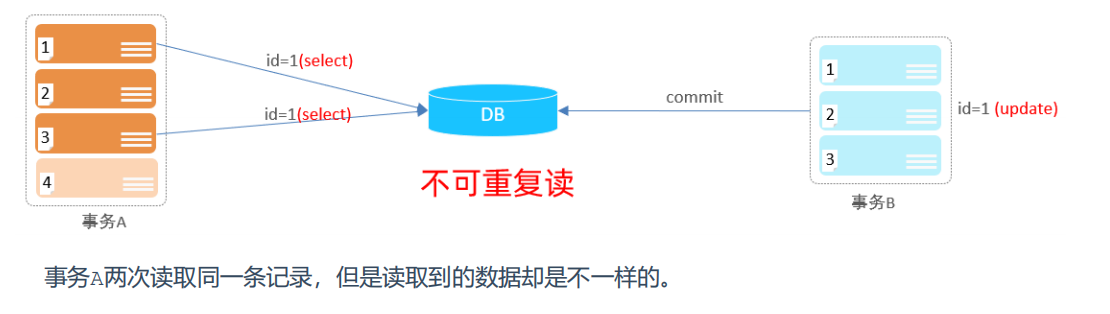 1
2
3
4
事务A
id=1(select)
id=1(select)
DB
不可重复读
commit
1
2
3
事务B
id=1 (update)
事务A两次读取同一条记录，但是读取到的数据却是不一样的。